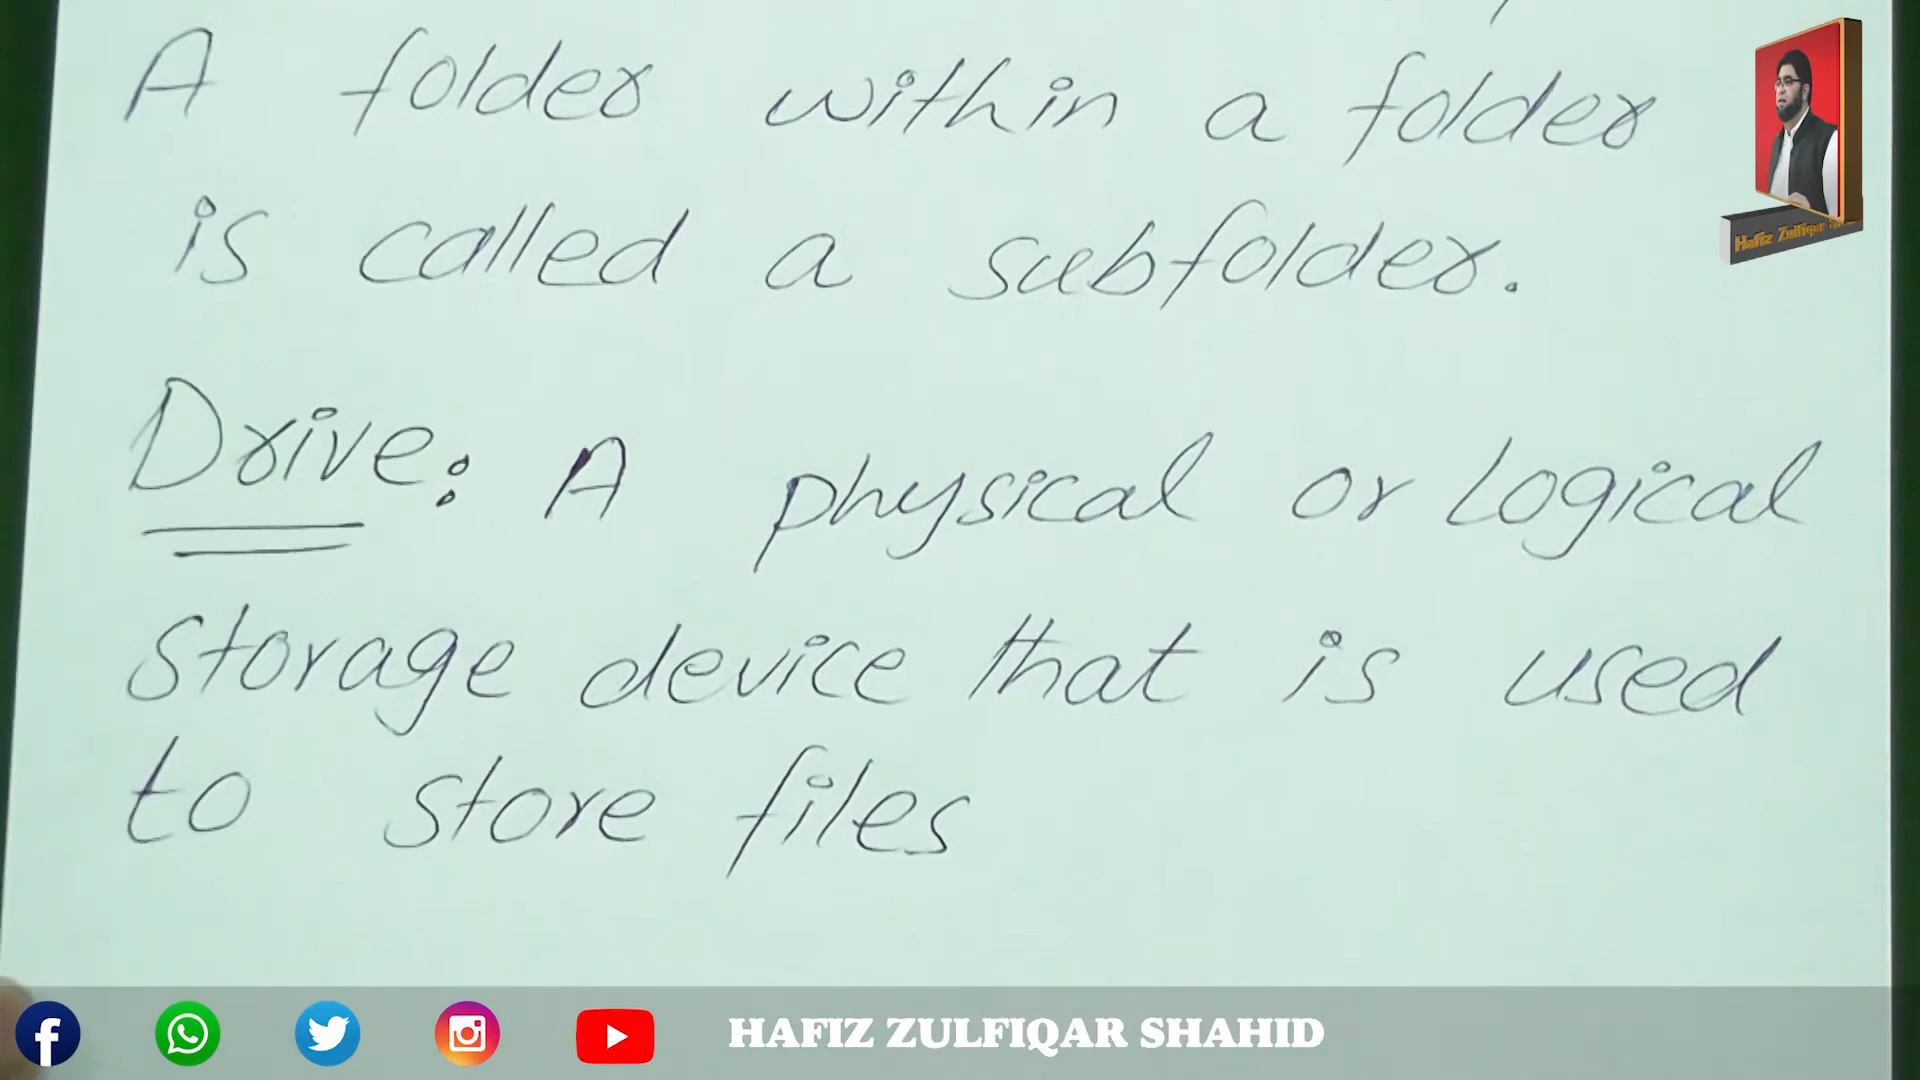 A folder within a folder
is called a subfolder.
Drive: A physical or Logical
Storage device that is used
to store files
Hafiz Zulfiqar
HAFIZ ZULFIQAR SHAHID